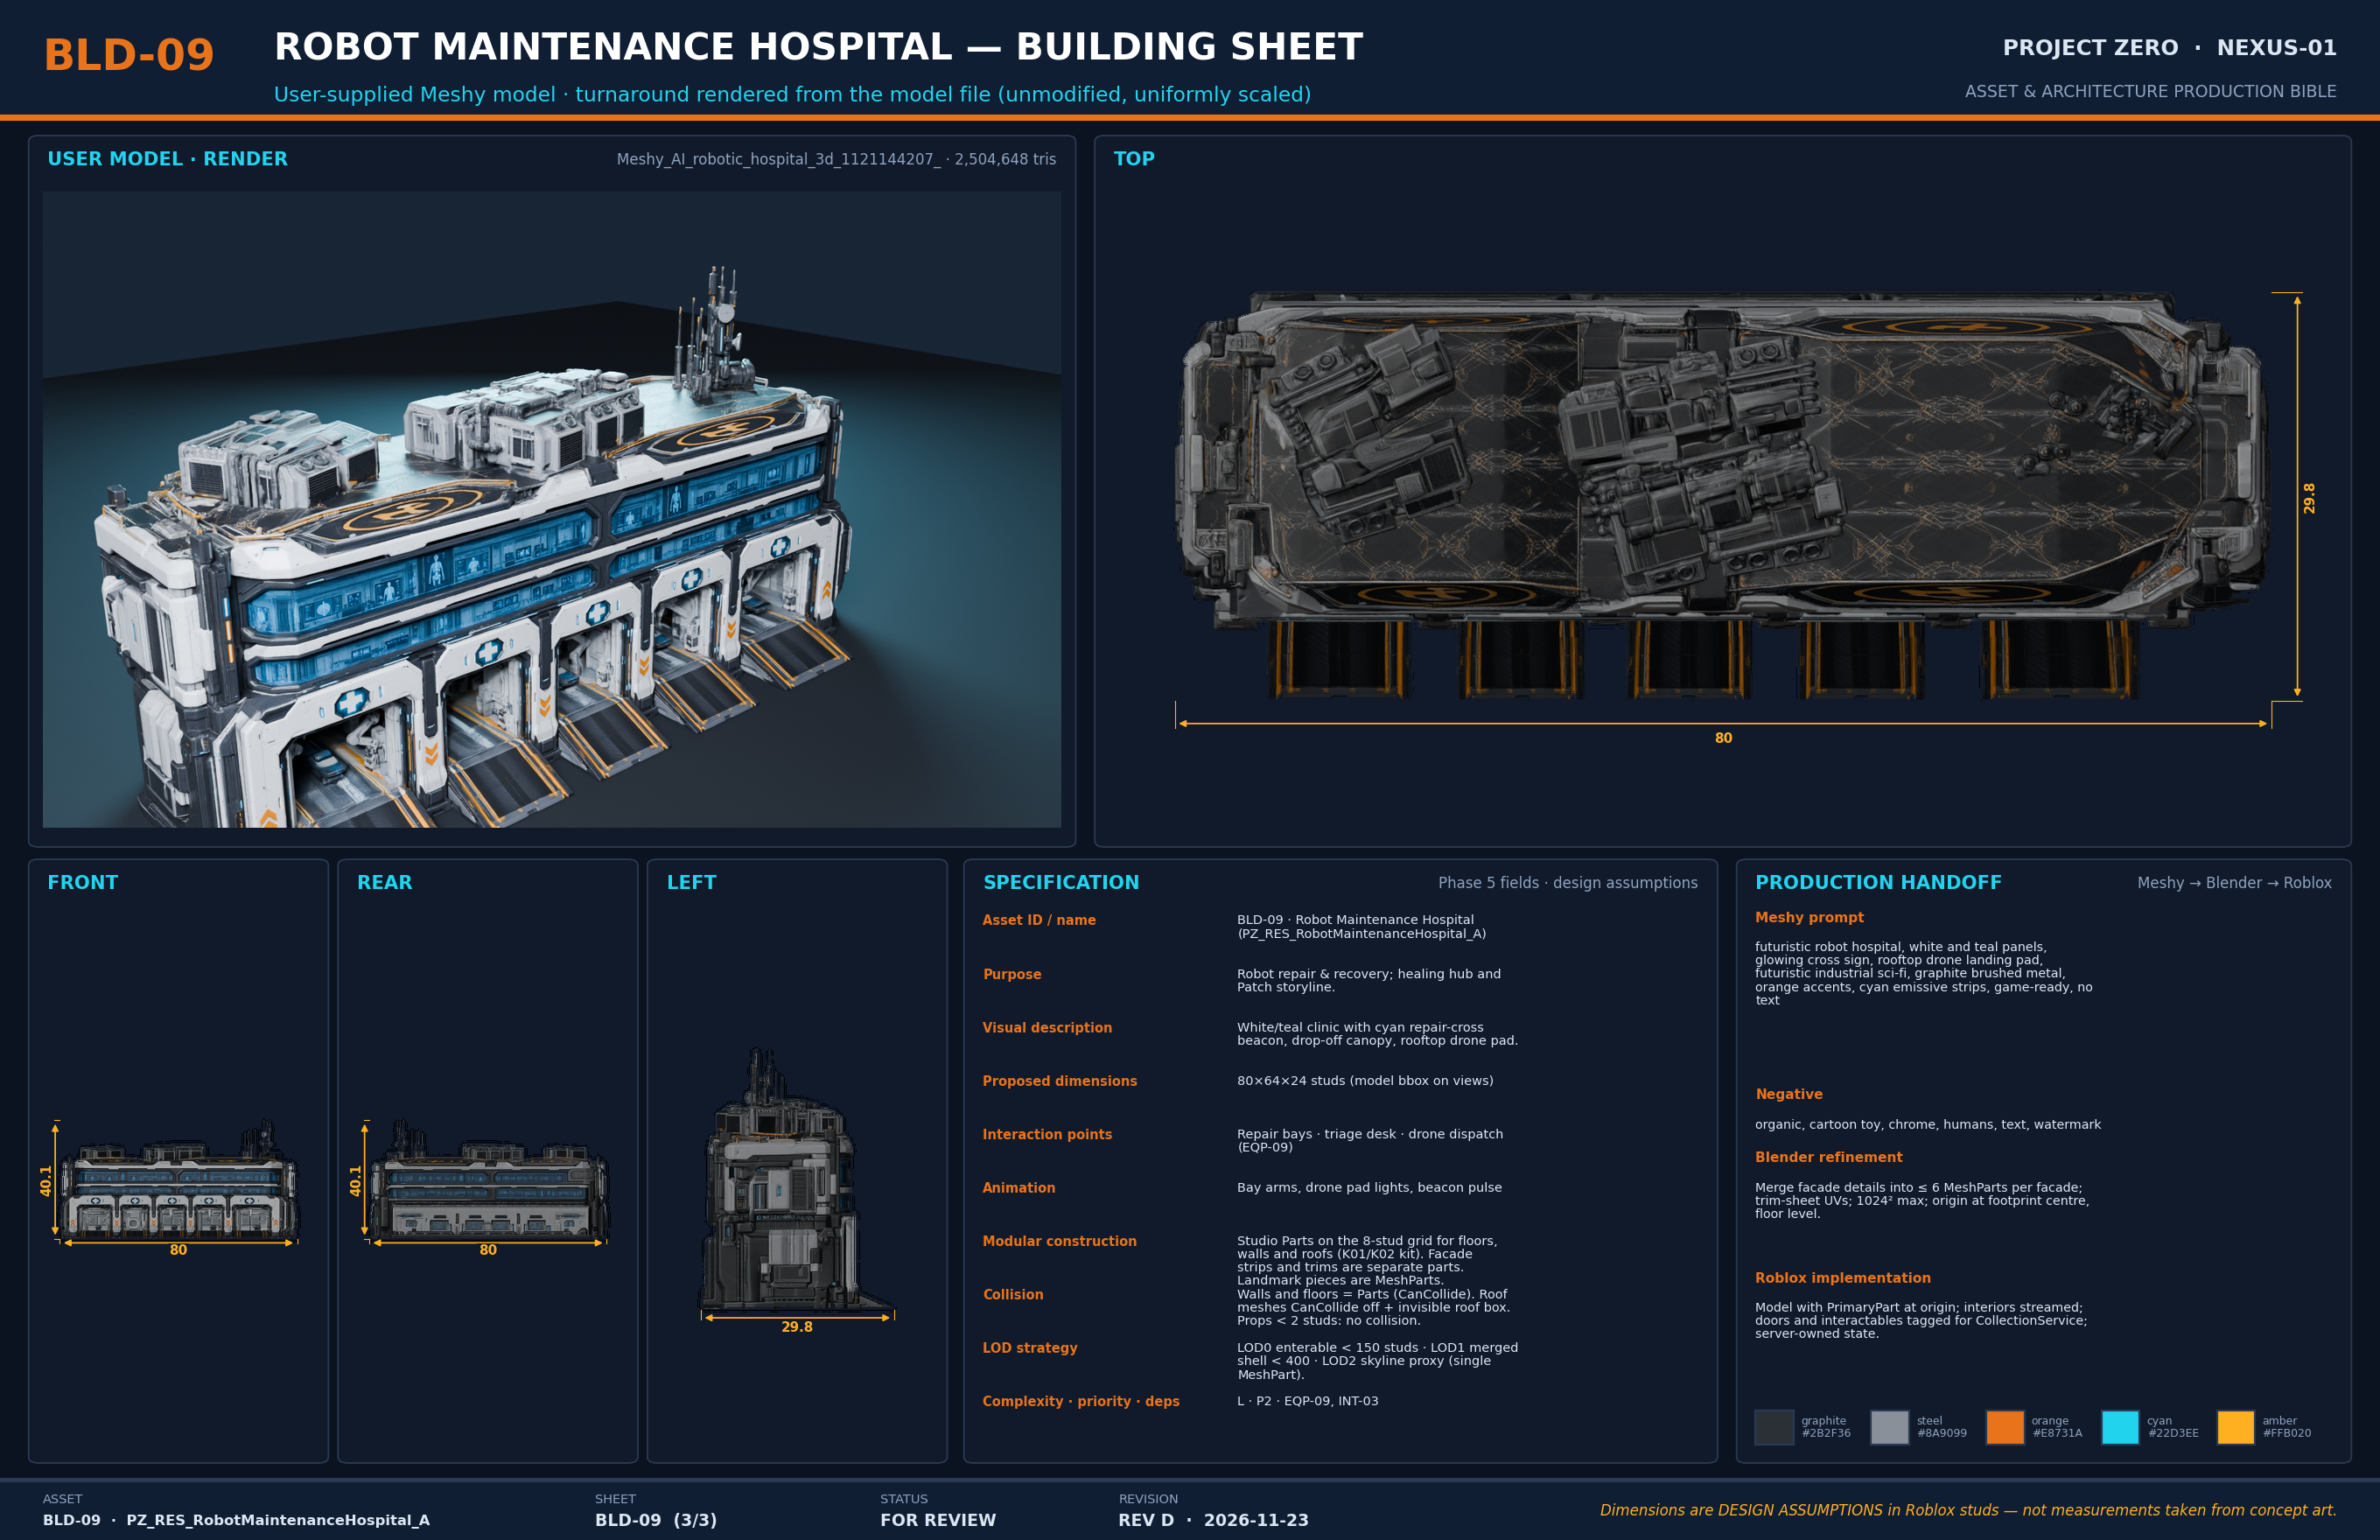 BLD-09
ROBOT MAINTENANCE HOSPITAL — BUILDING SHEET
User-supplied Meshy model · turnaround rendered from the model file (unmodified, uniformly scaled)
PROJECT ZERO · NEXUS-01
ASSET & ARCHITECTURE PRODUCTION BIBLE
USER MODEL · RENDER
Meshy_AI_robotic_hospital_3d_1121144207_ · 2,504,648 tris
TOP
29.8
80
FRONT
40.1
80
REAR
40.1
80
LEFT
29.8
SPECIFICATION
Phase 5 fields · design assumptions
Asset ID / name
BLD-09 · Robot Maintenance Hospital
(PZ_RES_RobotMaintenanceHospital_A)
Purpose
Robot repair & recovery; healing hub and
Patch storyline.
Visual description
White/teal clinic with cyan repair-cross
beacon, drop-off canopy, rooftop drone pad.
Proposed dimensions
80×64×24 studs (model bbox on views)
Interaction points
Repair bays · triage desk · drone dispatch
(EQP-09)
Animation
Bay arms, drone pad lights, beacon pulse
Modular construction
Studio Parts on the 8-stud grid for floors,
walls and roofs (K01/K02 kit). Facade
strips and trims are separate parts.
Landmark pieces are MeshParts.
Collision
Walls and floors = Parts (CanCollide). Roof
meshes CanCollide off + invisible roof box.
Props < 2 studs: no collision.
LOD strategy
LOD0 enterable < 150 studs · LOD1 merged
shell < 400 · LOD2 skyline proxy (single
MeshPart).
Complexity · priority · deps
L · P2 · EQP-09, INT-03
PRODUCTION HANDOFF
Meshy → Blender → Roblox
Meshy prompt
futuristic robot hospital, white and teal panels,
glowing cross sign, rooftop drone landing pad,
futuristic industrial sci-fi, graphite brushed metal,
orange accents, cyan emissive strips, game-ready, no
text
Negative
organic, cartoon toy, chrome, humans, text, watermark
Blender refinement
Merge facade details into ≤ 6 MeshParts per facade;
trim-sheet UVs; 1024² max; origin at footprint centre,
floor level.
Roblox implementation
Model with PrimaryPart at origin; interiors streamed;
doors and interactables tagged for CollectionService;
server-owned state.
graphite
#2B2F36
steel
#8A9099
orange
#E8731A
cyan
#22D3EE
amber
#FFB020
ASSET
BLD-09 · PZ_RES_RobotMaintenanceHospital_A
SHEET
BLD-09 (3/3)
STATUS
FOR REVIEW
REVISION
REV D · 2026-11-23
Dimensions are DESIGN ASSUMPTIONS in Roblox studs — not measurements taken from concept art.